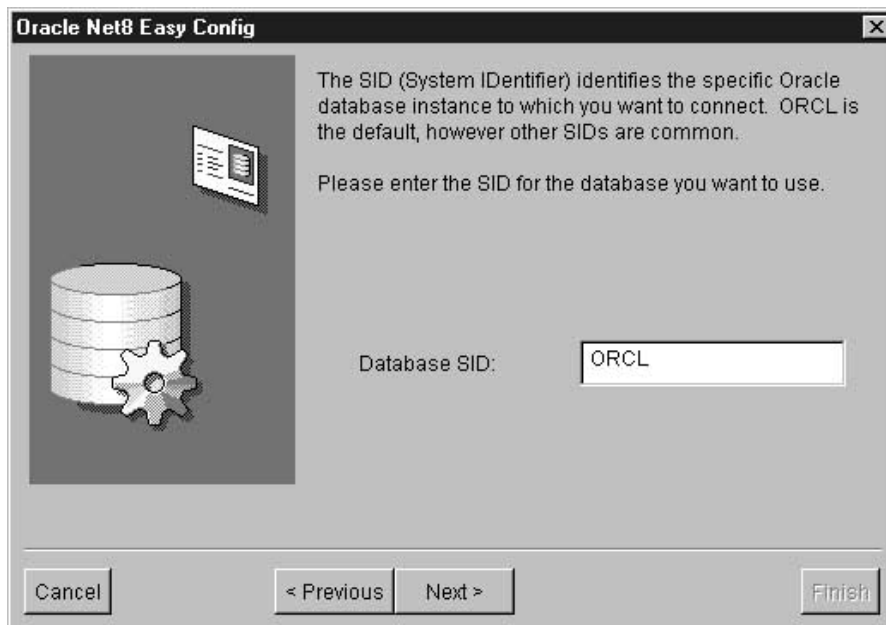 Oracle Net8 Easy Config
The SID (System IDentifier) identifies the specific Oracle
database instance to which you want to connect.  ORCL is
the default, however other SIDs are common.
Please enter the SID for the database you want to use.
Database SID:
ORCL
Cancel
< Previous
Next >
Finish